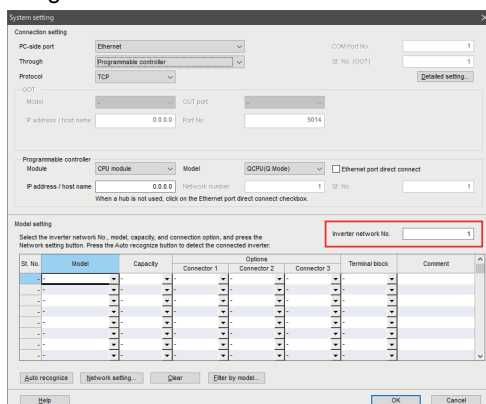 System setting
Connection setting
PC-side port Ethernet COM Port No. 1
Through Programmable controller St. No. (GOT) 1
Protocol TCP Detailed setting...
GOT
Model - OUT port -
IP address / host name 0.0.0.0 Port No. 5014
Programmable controller
Module CPU module Model QCPU(Q Mode) Ethernet port direct connect
IP address / host name 0.0.0.0 Network number 1 St. No. 1
When a hub is not used, click on the Ethernet port direct connect checkbox.
Model setting
Select the inverter network No., model, capacity, and connection option, and press the
Network setting button. Press the Auto recognize button to detect the connected inverter.
Inverter network No. 1
St. No. Model Capacity Options Terminal block Comment
Connector 1 Connector 2 Connector 3
- - - - - - -
- - - - - - -
- - - - - - -
- - - - - - -
- - - - - - -
- - - - - - -
- - - - - - -
Auto recognize Network setting... Clear Filter by model...
Help OK Cancel